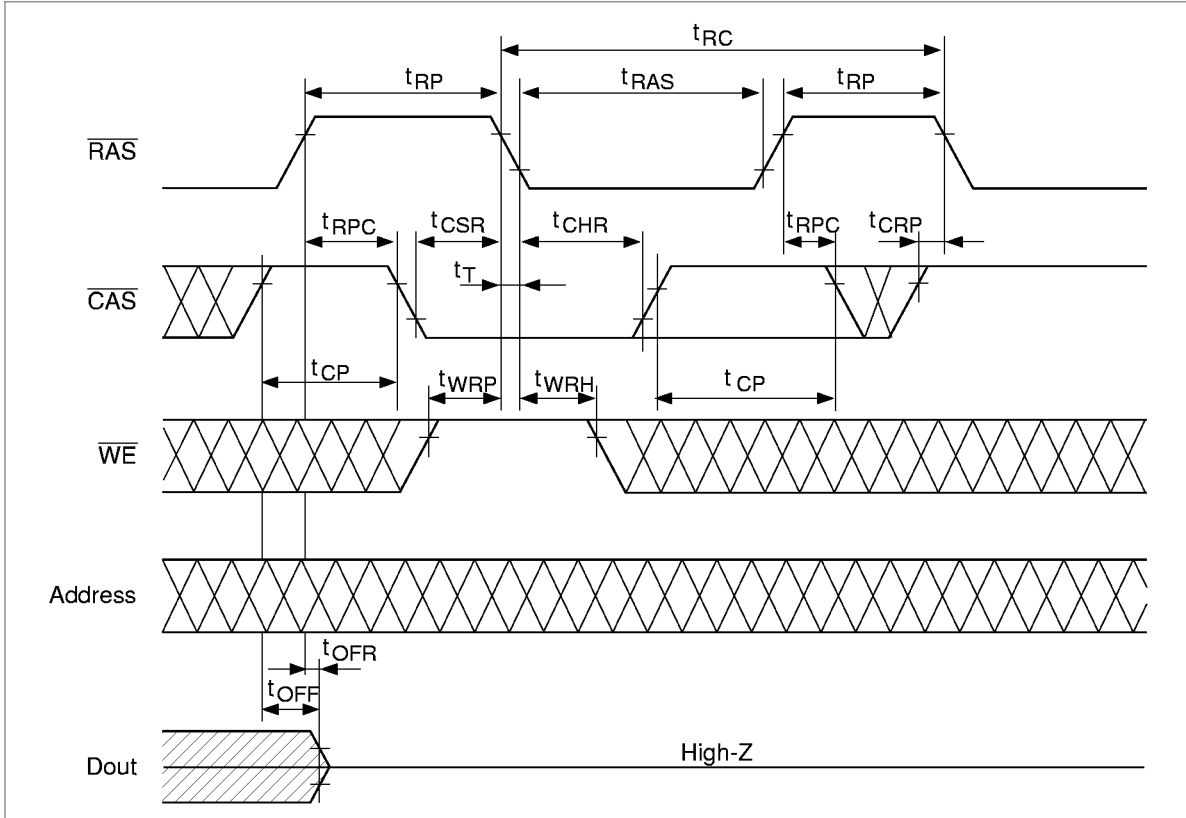 tRC
tRP tRAS tRP
RAS
tRPC tCSR tCHR tRPC tCRP
tT
CAS
tCP tWRP tWRH tCP
WE
Address
tOFR
tOFF
Dout High-Z